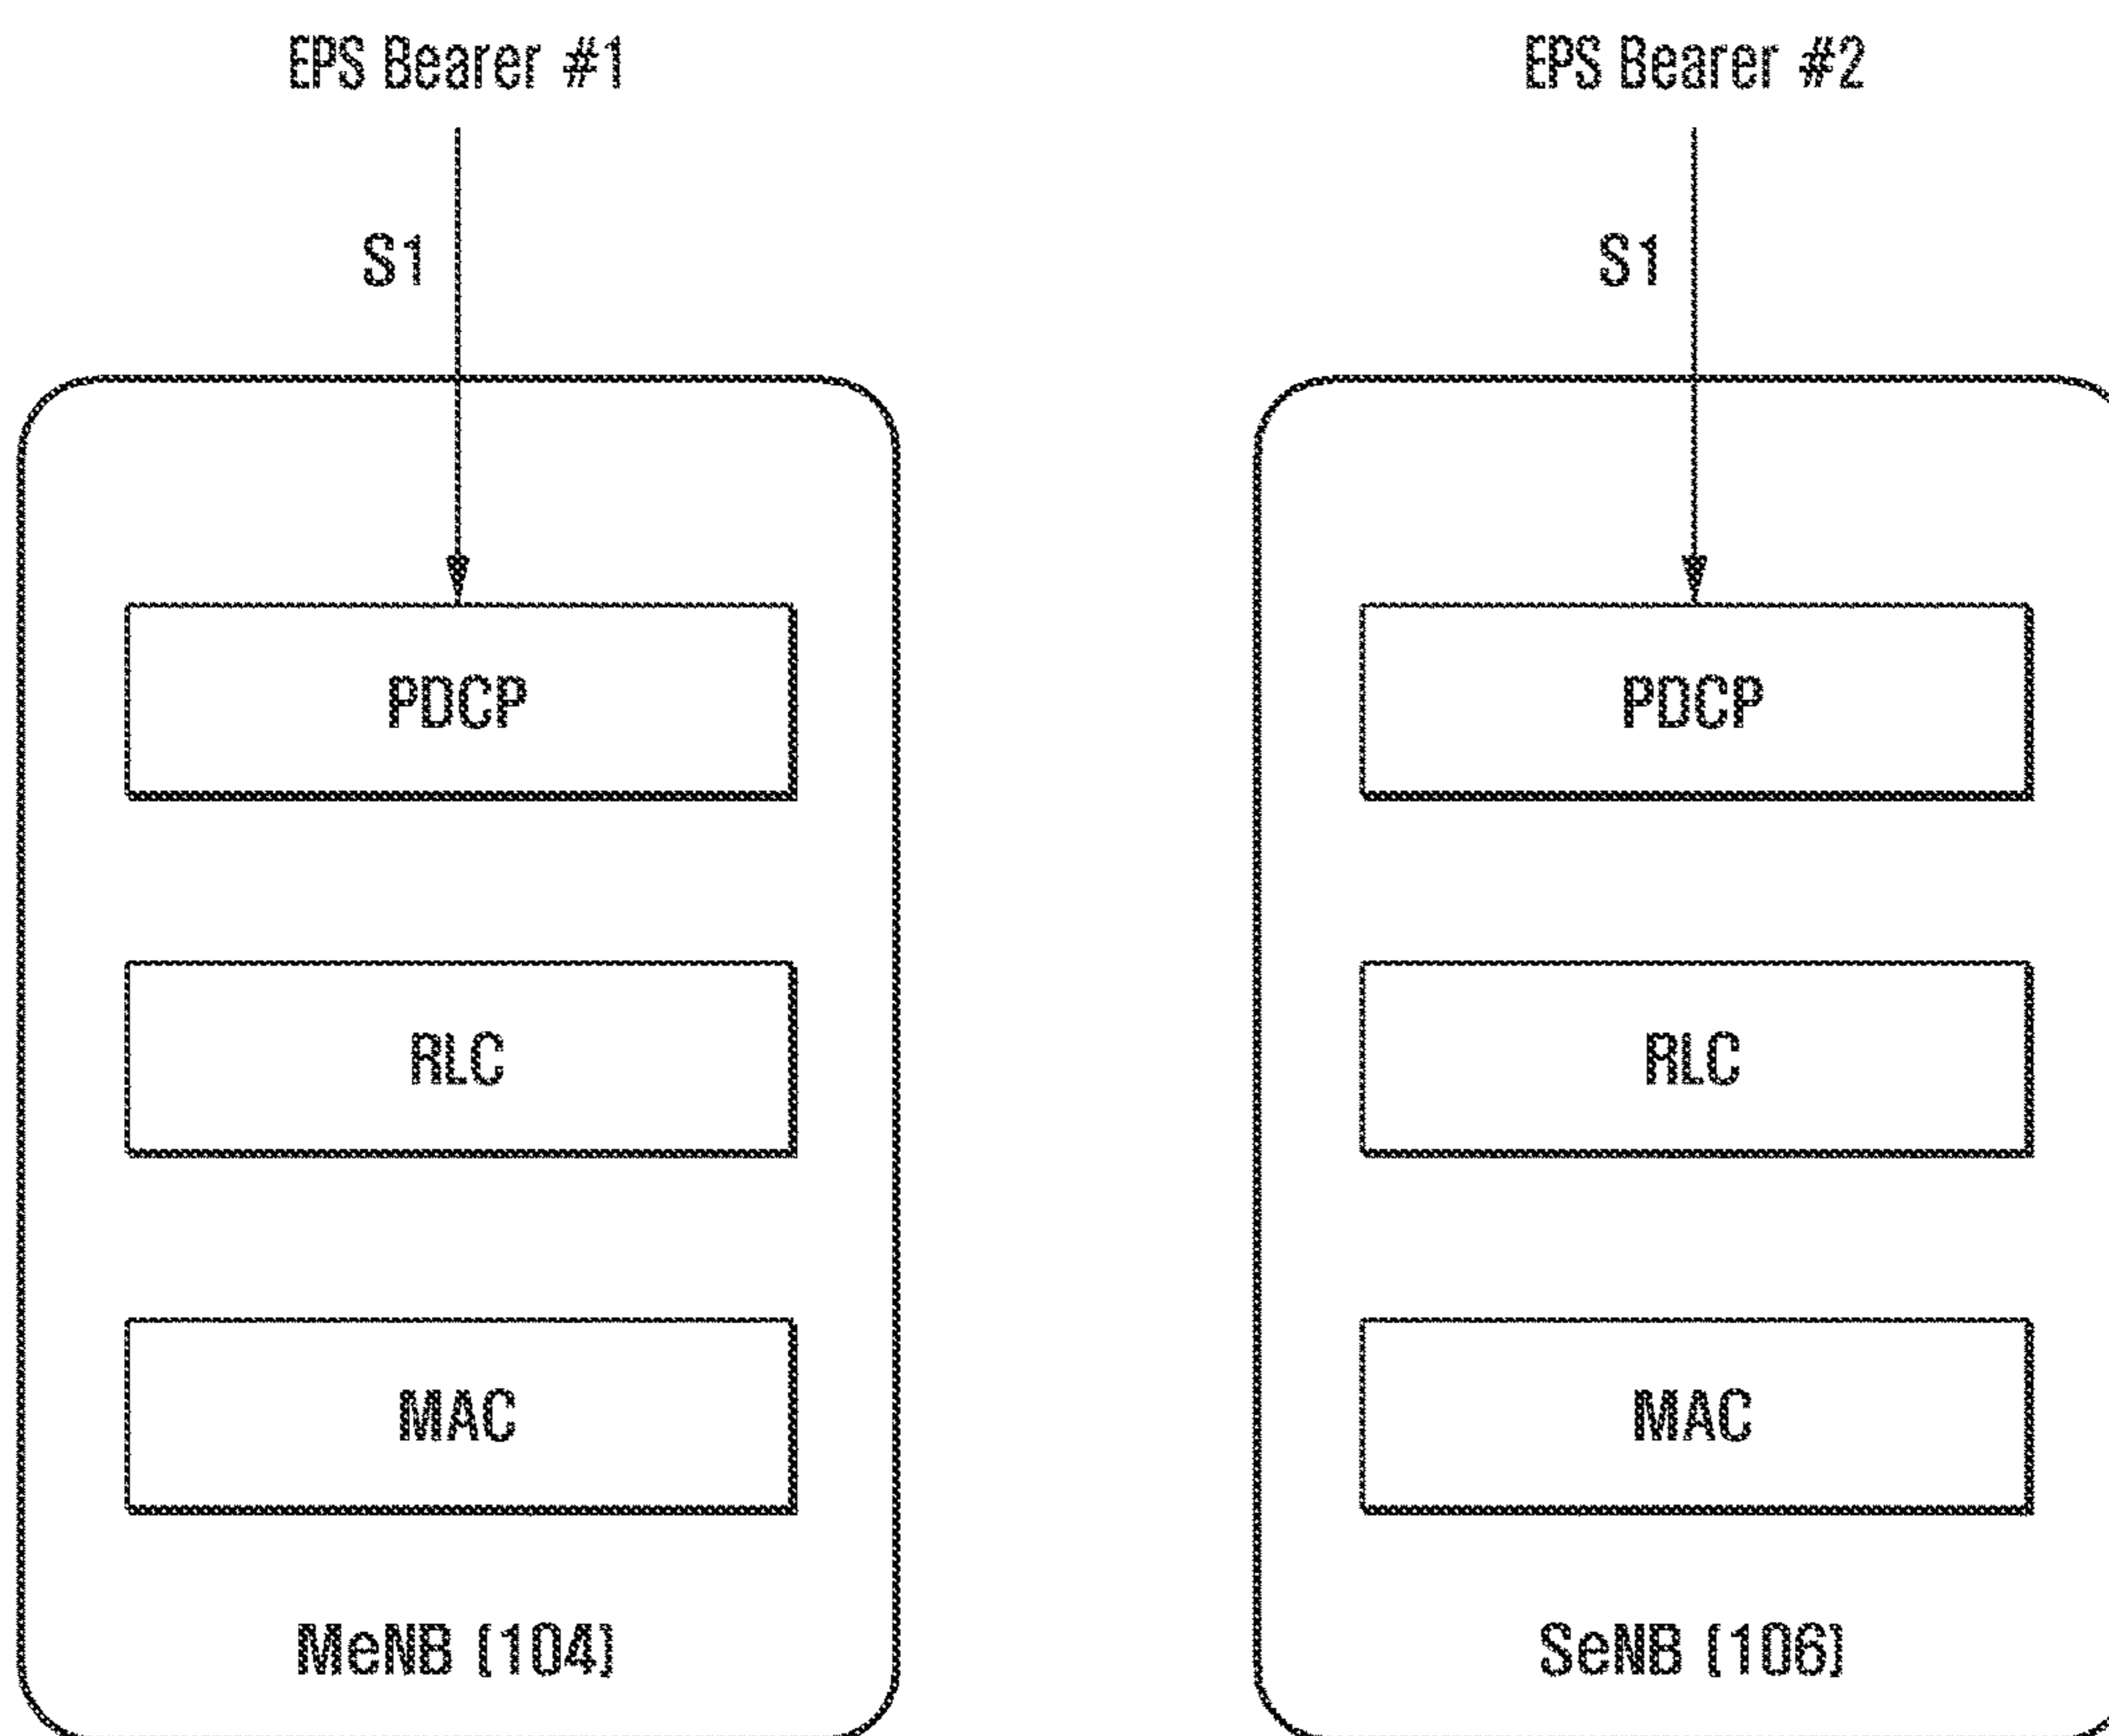 EPS Bearer #1
EPS Bearer #2
S1
S1
PDCP
PDCP
RLC
RLC
MAC
MAC
MeNB (104)
SeNB (106)